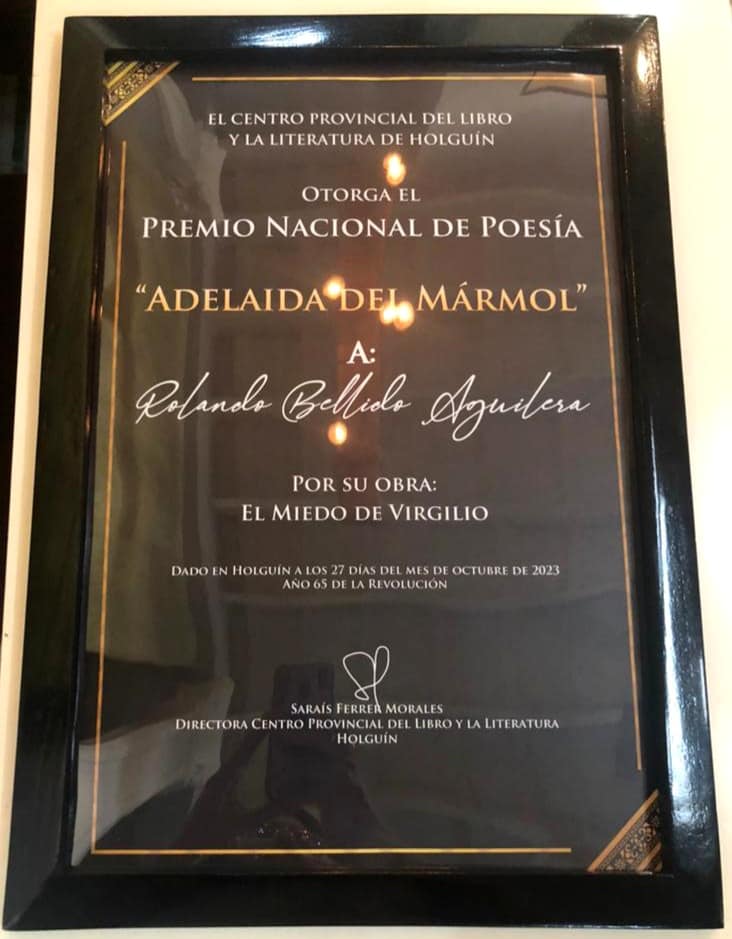 EL CENTRO PROVINCIAL DEL LIBRO
Y LA LITERATURA DE HOLGUÍN
OTORGA EL
PREMIO NACIONAL DE POESÍA
“ADELAIDA DEL MÁRMOL”
A:
Rolando Bellido Aguilera
POR SU OBRA:
EL MIEDO DE VIRGILIO
DADO EN HOLGUÍN A LOS 27 DÍAS DEL MES DE OCTUBRE DE 2023
AÑO 65 DE LA REVOLUCIÓN
SARAÍS FERRER MORALES
DIRECTORA CENTRO PROVINCIAL DEL LIBRO Y LA LITERATURA
HOLGUÍN